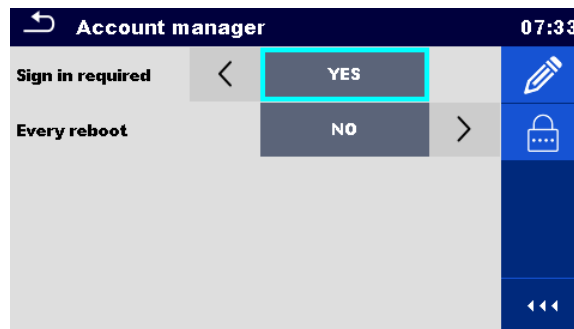 Account manager 07:33
Sign in required YES
Every reboot NO